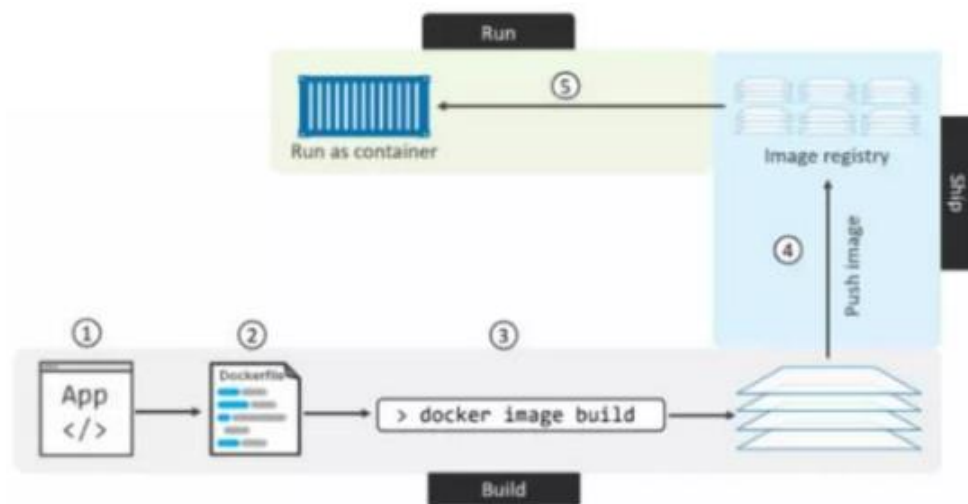 Run
⑤
Run as container
Image registry
Ship
④
Push image
①
②
③
App
</>
Dockerfile
> docker image build
Build